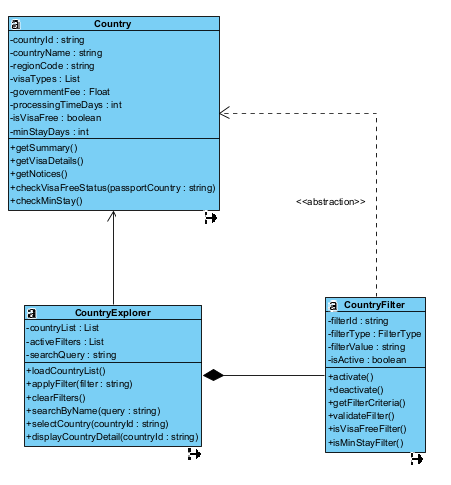 a
Country
-countryId : string
-countryName : string
-regionCode : string
-visaTypes : List
-governmentFee : Float
-processingTimeDays : int
-isVisaFree : boolean
-minStayDays : int
+getSummary()
+getVisaDetails()
+getNotices()
+checkVisaFreeStatus(passportCountry : string)
+checkMinStay()
<<abstraction>>
a
CountryExplorer
-countryList : List
-activeFilters : List
-searchQuery : string
+loadCountryList()
+applyFilter(filter : string)
+clearFilters()
+searchByName(query : string)
+selectCountry(countryId : string)
+displayCountryDetail(countryId : string)
a
CountryFilter
-filterId : string
-filterType : FilterType
-filterValue : string
-isActive : boolean
+activate()
+deactivate()
+getFilterCriteria()
+validateFilter()
+isVisaFreeFilter()
+isMinStayFilter()